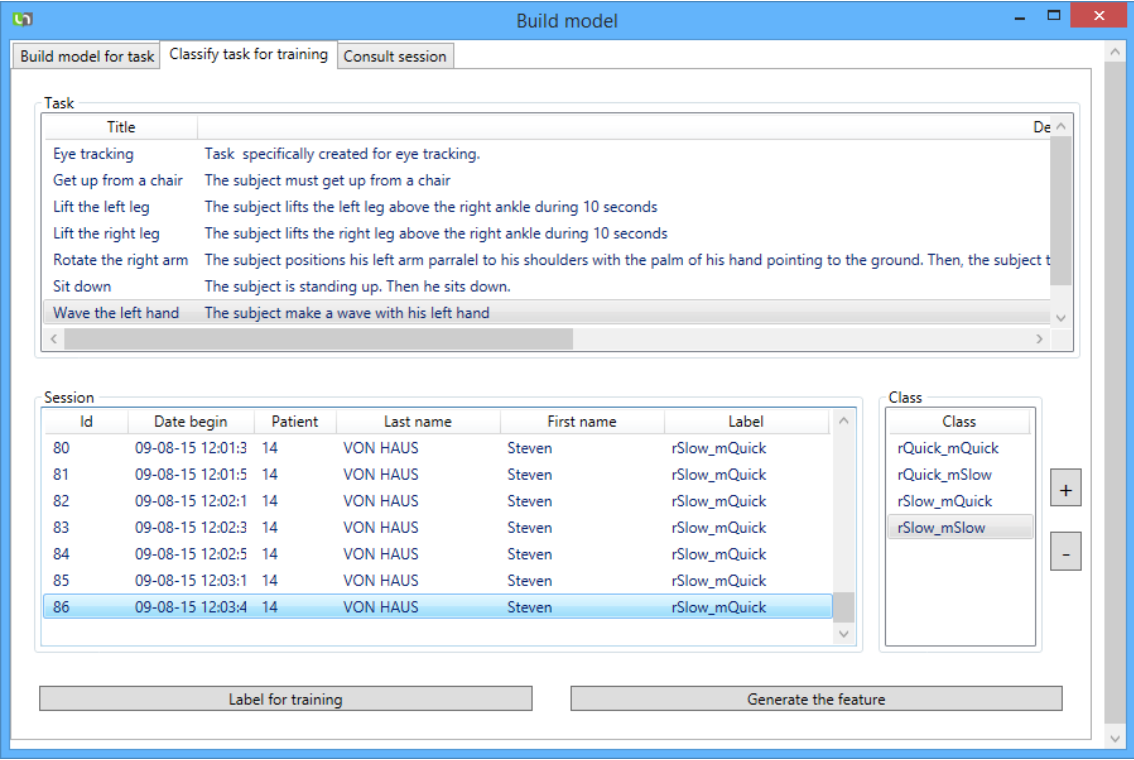 Build model
Build model for task Classify task for training Consult session
Task
Title De
Eye tracking Task specifically created for eye tracking.
Get up from a chair The subject must get up from a chair
Lift the left leg The subject lifts the left leg above the right ankle during 10 seconds
Lift the right leg The subject lifts the right leg above the right ankle during 10 seconds
Rotate the right arm The subject positions his left arm parralel to his shoulders with the palm of his hand pointing to the ground. Then, the subject t
Sit down The subject is standing up. Then he sits down.
Wave the left hand The subject make a wave with his left hand
Session Class
Id Date begin Patient Last name First name Label Class
80 09-08-15 12:01:3 14 VON HAUS Steven rSlow_mQuick rQuick_mQuick
81 09-08-15 12:01:5 14 VON HAUS Steven rSlow_mQuick rQuick_mSlow
82 09-08-15 12:02:1 14 VON HAUS Steven rSlow_mQuick rSlow_mQuick
83 09-08-15 12:02:3 14 VON HAUS Steven rSlow_mQuick rSlow_mSlow
84 09-08-15 12:02:5 14 VON HAUS Steven rSlow_mQuick
85 09-08-15 12:03:1 14 VON HAUS Steven rSlow_mQuick
86 09-08-15 12:03:4 14 VON HAUS Steven rSlow_mQuick
+
-
Label for training Generate the feature